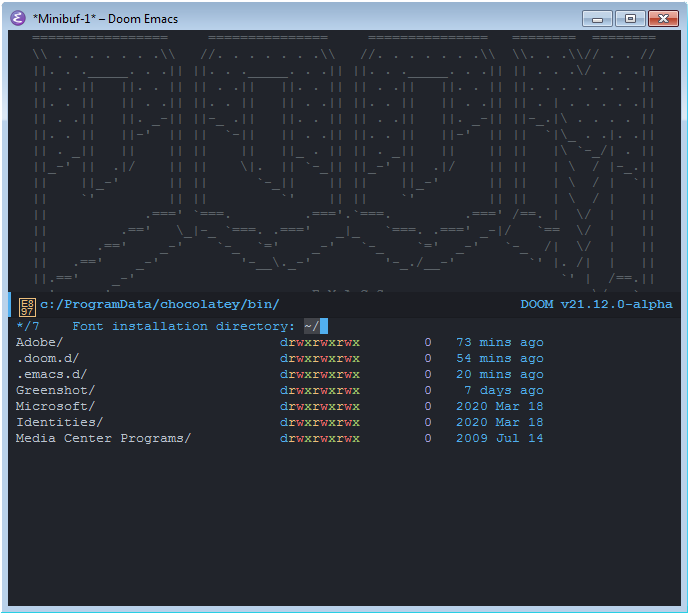 *Minibuf-1* – Doom Emacs
E8
97
c:/ProgramData/chocolatey/bin/ DOOM v21.12.0-alpha
*/7 Font installation directory: ~/
Adobe/ drwxrwxrwx 0 73 mins ago
.doom.d/ drwxrwxrwx 0 54 mins ago
.emacs.d/ drwxrwxrwx 0 20 mins ago
Greenshot/ drwxrwxrwx 0 7 days ago
Microsoft/ drwxrwxrwx 0 2020 Mar 18
Identities/ drwxrwxrwx 0 2020 Mar 18
Media Center Programs/ drwxrwxrwx 0 2009 Jul 14